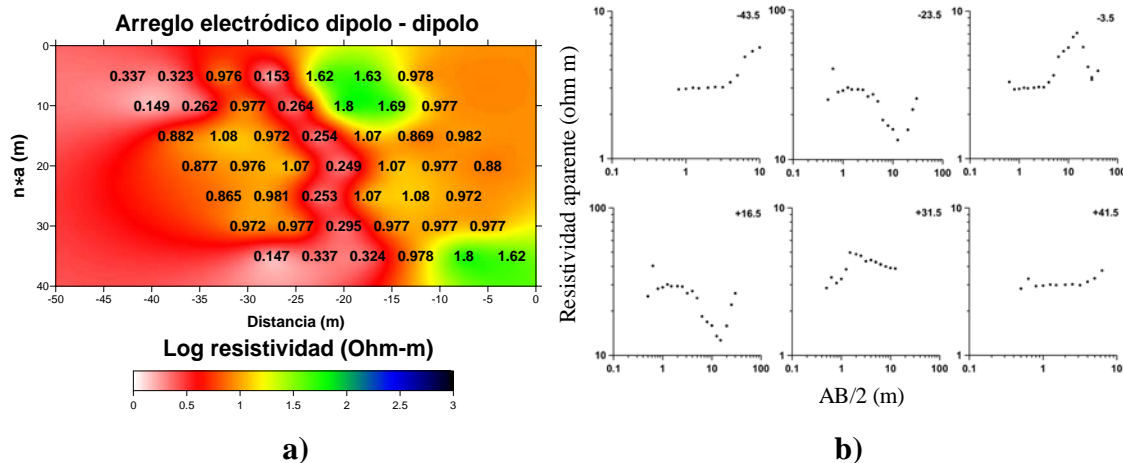 Arreglo electródico dipolo - dipolo
0
10
20
30
40
n*a (m)
0.337 0.323 0.976 0.153 1.62 1.63 0.978
0.149 0.262 0.977 0.264 1.8 1.69 0.977
0.882 1.08 0.972 0.254 1.07 0.869 0.982
0.877 0.976 1.07 0.249 1.07 0.977 0.88
0.865 0.981 0.253 1.07 1.08 0.972
0.972 0.977 0.295 0.977 0.977 0.977
0.147 0.337 0.324 0.978 1.8 1.62
-50 -45 -40 -35 -30 -25 -20 -15 -10 -5 0
Distancia (m)
Log resistividad (Ohm-m)
0 0.5 1 1.5 2 2.5 3
a)
Resistividad aparente (ohm m)
10
-43.5
1
0.1 1 10
100
-23.5
10
0.1 1 10 100
10
-3.5
1
0.1 1 10 100
100
+16.5
10
0.1 1 10 100
10
+31.5
1
0.1 1 10 100
10
+41.5
1
0.1 1 10
AB/2 (m)
b)